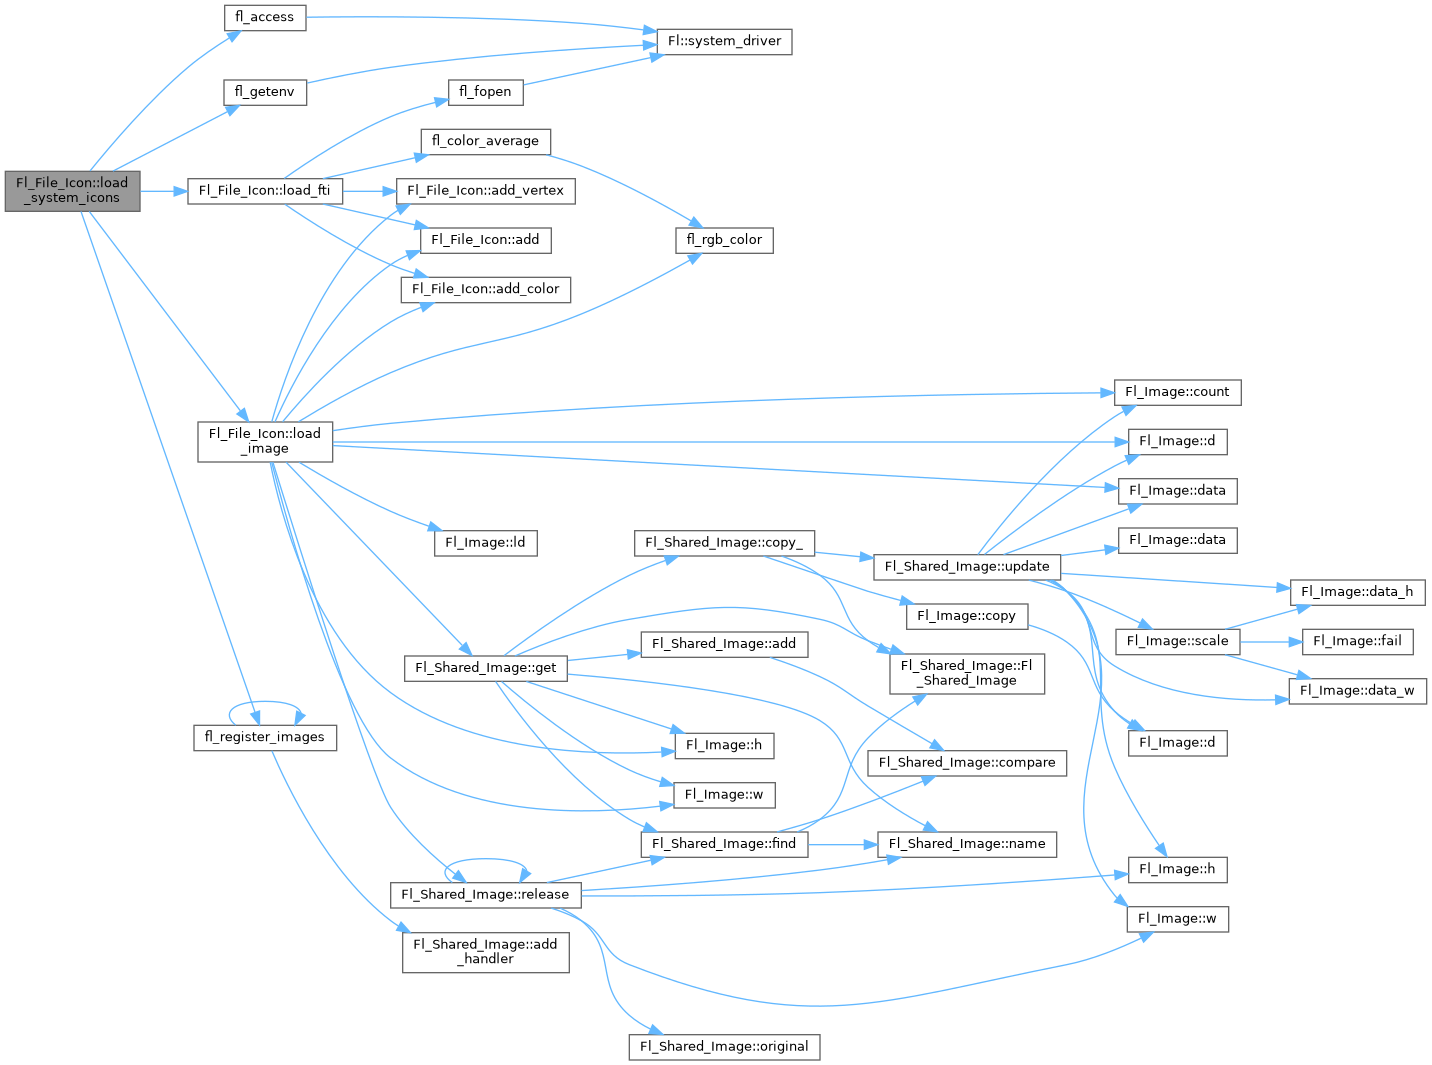 fl_access
Fl::system_driver
fl_getenv
fl_fopen
fl_color_average
Fl_File_Icon::load
_system_icons
Fl_File_Icon::load_fti
Fl_File_Icon::add_vertex
Fl_File_Icon::add
fl_rgb_color
Fl_File_Icon::add_color
Fl_File_Icon::load
_image
Fl_Image::count
Fl_Image::d
Fl_Image::data
Fl_Image::ld
Fl_Shared_Image::copy_
Fl_Image::data
Fl_Shared_Image::update
Fl_Image::data_h
Fl_Image::copy
Fl_Image::scale
Fl_Image::fail
Fl_Shared_Image::add
Fl_Shared_Image::get
Fl_Shared_Image::Fl
_Shared_Image
Fl_Image::data_w
fl_register_images
Fl_Image::h
Fl_Image::d
Fl_Shared_Image::compare
Fl_Image::w
Fl_Shared_Image::find
Fl_Shared_Image::name
Fl_Image::h
Fl_Shared_Image::release
Fl_Image::w
Fl_Shared_Image::add
_handler
Fl_Shared_Image::original